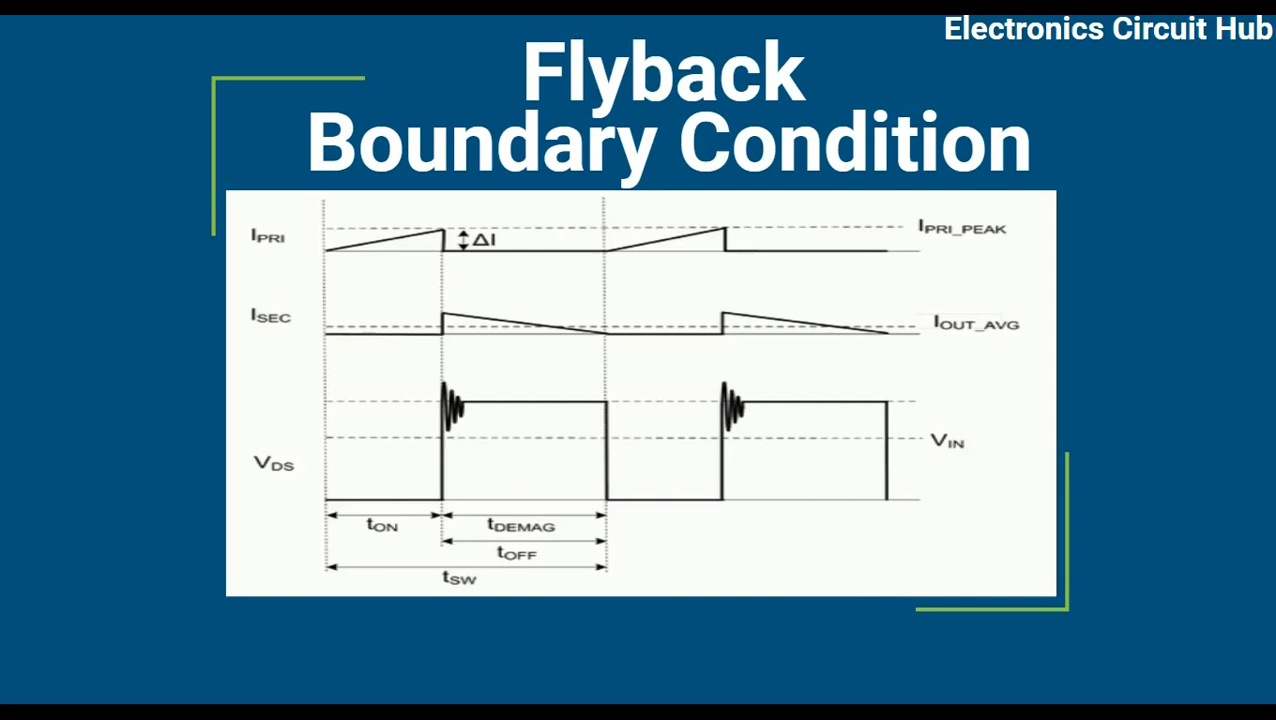 Electronics Circuit Hub
Flyback
Boundary Condition
IPRI
ΔI
IPRI_PEAK
ISEC
IOUT_AVG
VDS
VIN
tON
tDEMAG
tOFF
tSW